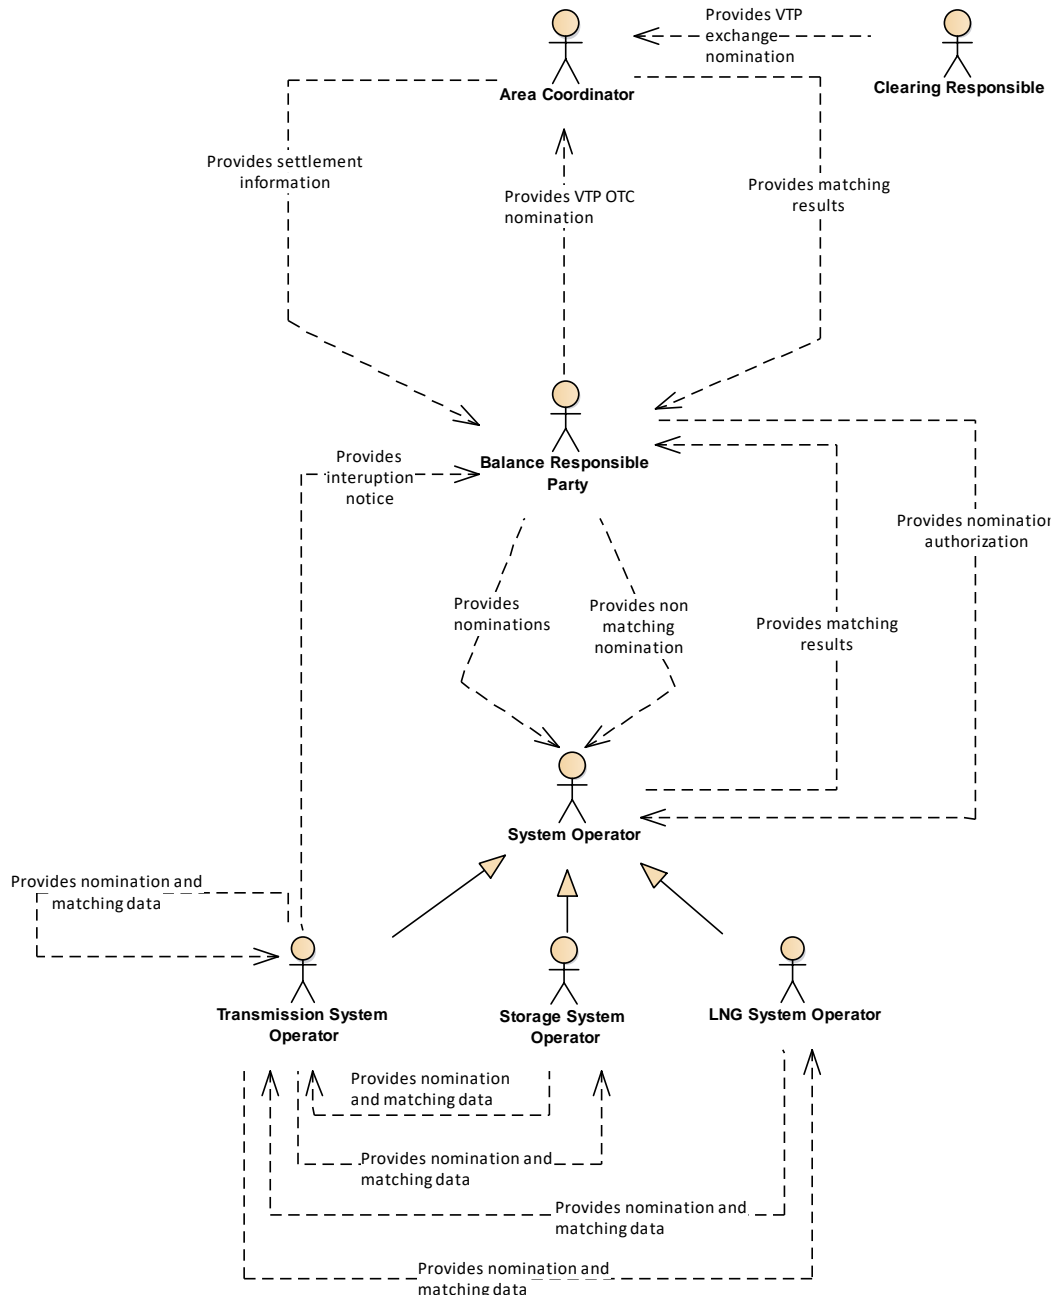 Provides VTP
exchange
nomination
Area Coordinator
Clearing Responsible
Provides settlement
information
Provides VTP OTC
nomination
Provides matching
results
Balance Responsible
Party
Provides
interuption
notice
Provides nomination
authorization
Provides
nominations
Provides non
matching
nomination
Provides matching
results
System Operator
Provides nomination and
matching data
Transmission System
Operator
Storage System
Operator
LNG System Operator
Provides nomination
and matching data
Provides nomination and
matching data
Provides nomination and
matching data
Provides nomination and
matching data